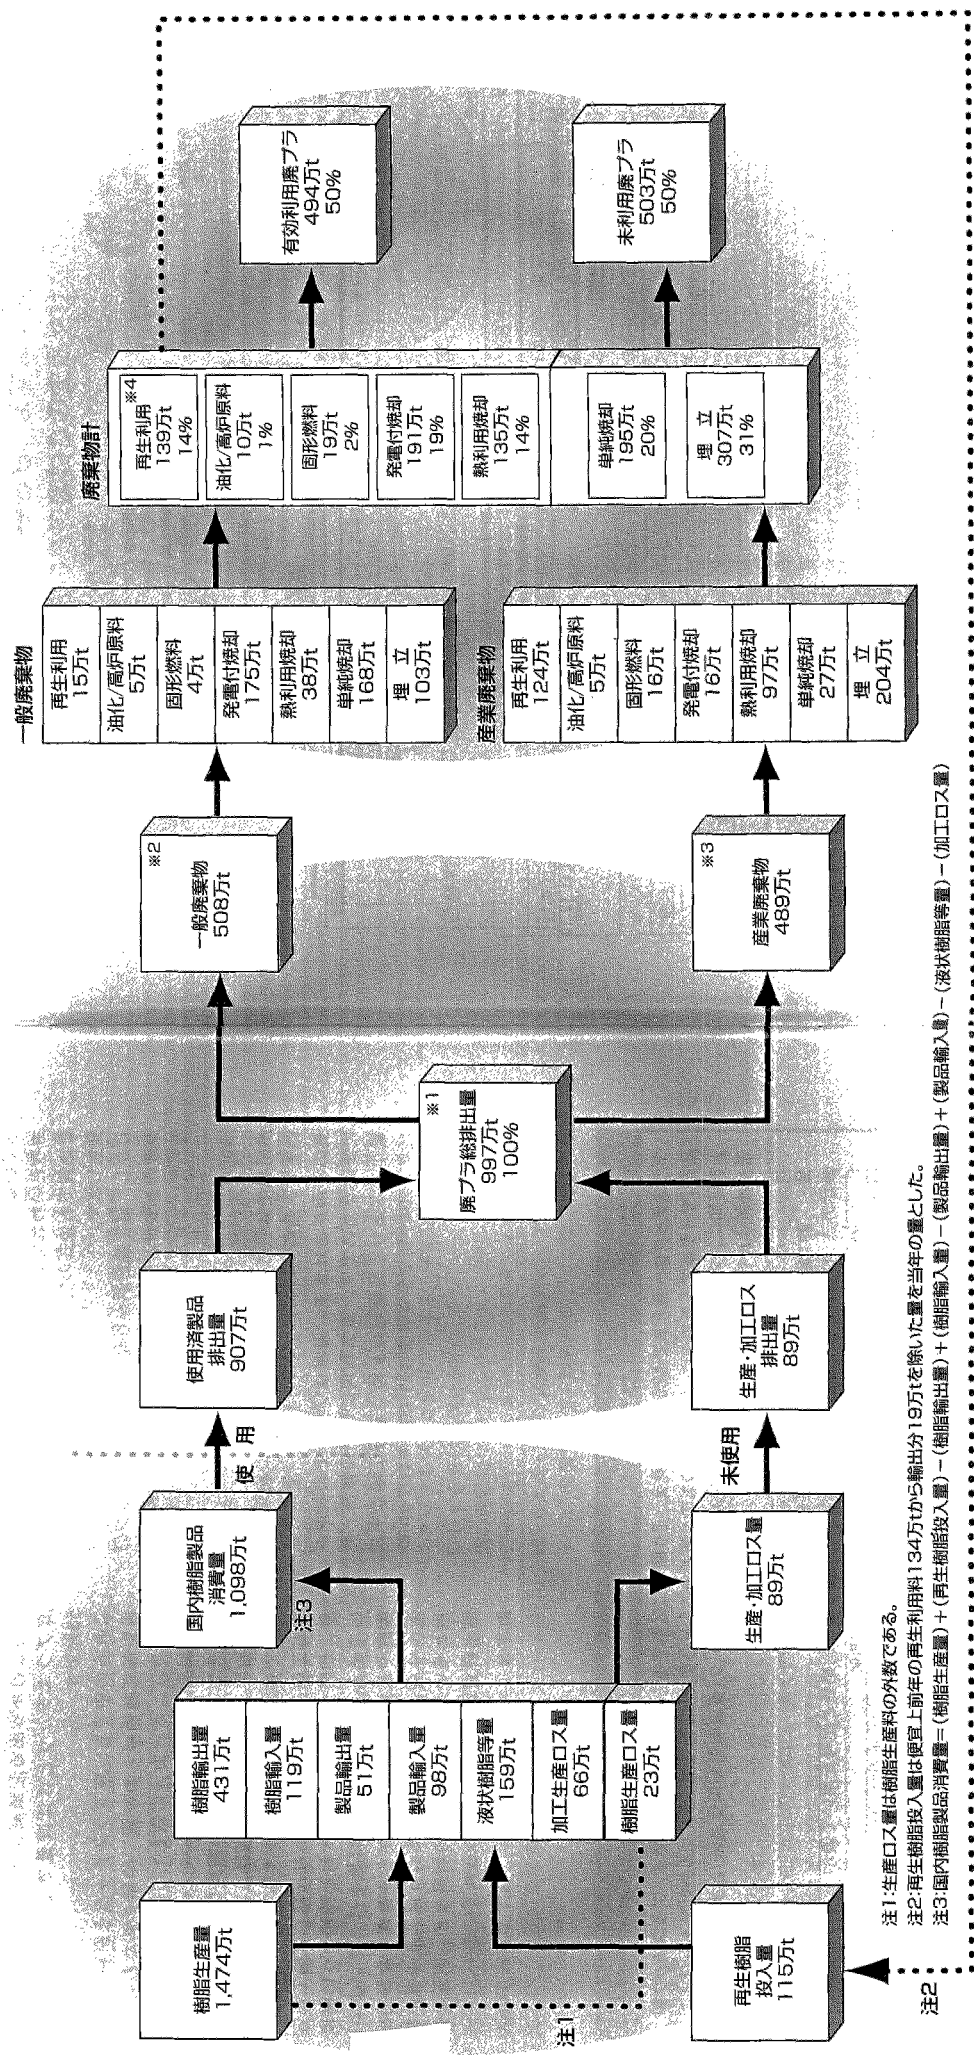 樹脂生産量
1,474万t
再生樹脂
投入量
115万t
注1
注2
樹脂輸出量
431万t
樹脂輸入量
119万t
製品輸出量
51万t
製品輸入量
98万t
液状樹脂等量
159万t
加工生産ロス量
66万t
樹脂生産ロス量
23万t
国内樹脂製品
消費量
1,098万t
注3
生産・加工ロス量
89万t
使 用
未使用
使用済製品
排出量
907万t
生産・加工ロス
排出量
89万t
※1
廃プラ総排出量
997万t
100%
※2
一般廃棄物
508万t
※3
産業廃棄物
489万t
一般廃棄物
再生利用
15万t
油化/高炉原料
5万t
固形燃料
4万t
発電付焼却
175万t
熱利用焼却
38万t
単純焼却
168万t
埋 立
103万t
産業廃棄物
再生利用
124万t
油化/高炉原料
5万t
固形燃料
16万t
発電付焼却
16万t
熱利用焼却
97万t
単純焼却
27万t
埋 立
204万t
廃棄物計
※4
再生利用
139万t
14%
油化/高炉原料
10万t
1%
固形燃料
19万t
2%
発電付焼却
191万t
19%
熱利用焼却
135万t
14%
単純焼却
195万t
20%
埋 立
307万t
31%
有効利用廃プラ
494万t
50%
未利用廃プラ
503万t
50%
注1:生産ロス量は樹脂生産料の外数である。
注2:再生樹脂投入量は便宜上前年の再生利用料134万tから輸出分19万tを除いた量を当年の量とした。
注3:国内樹脂製品消費量=(樹脂生産量)+(再生樹脂投入量)-(樹脂輸出量)+(樹脂輸入量)-(製品輸出量)+(製品輸入量)-(液状樹脂等量)-(加工ロス量)